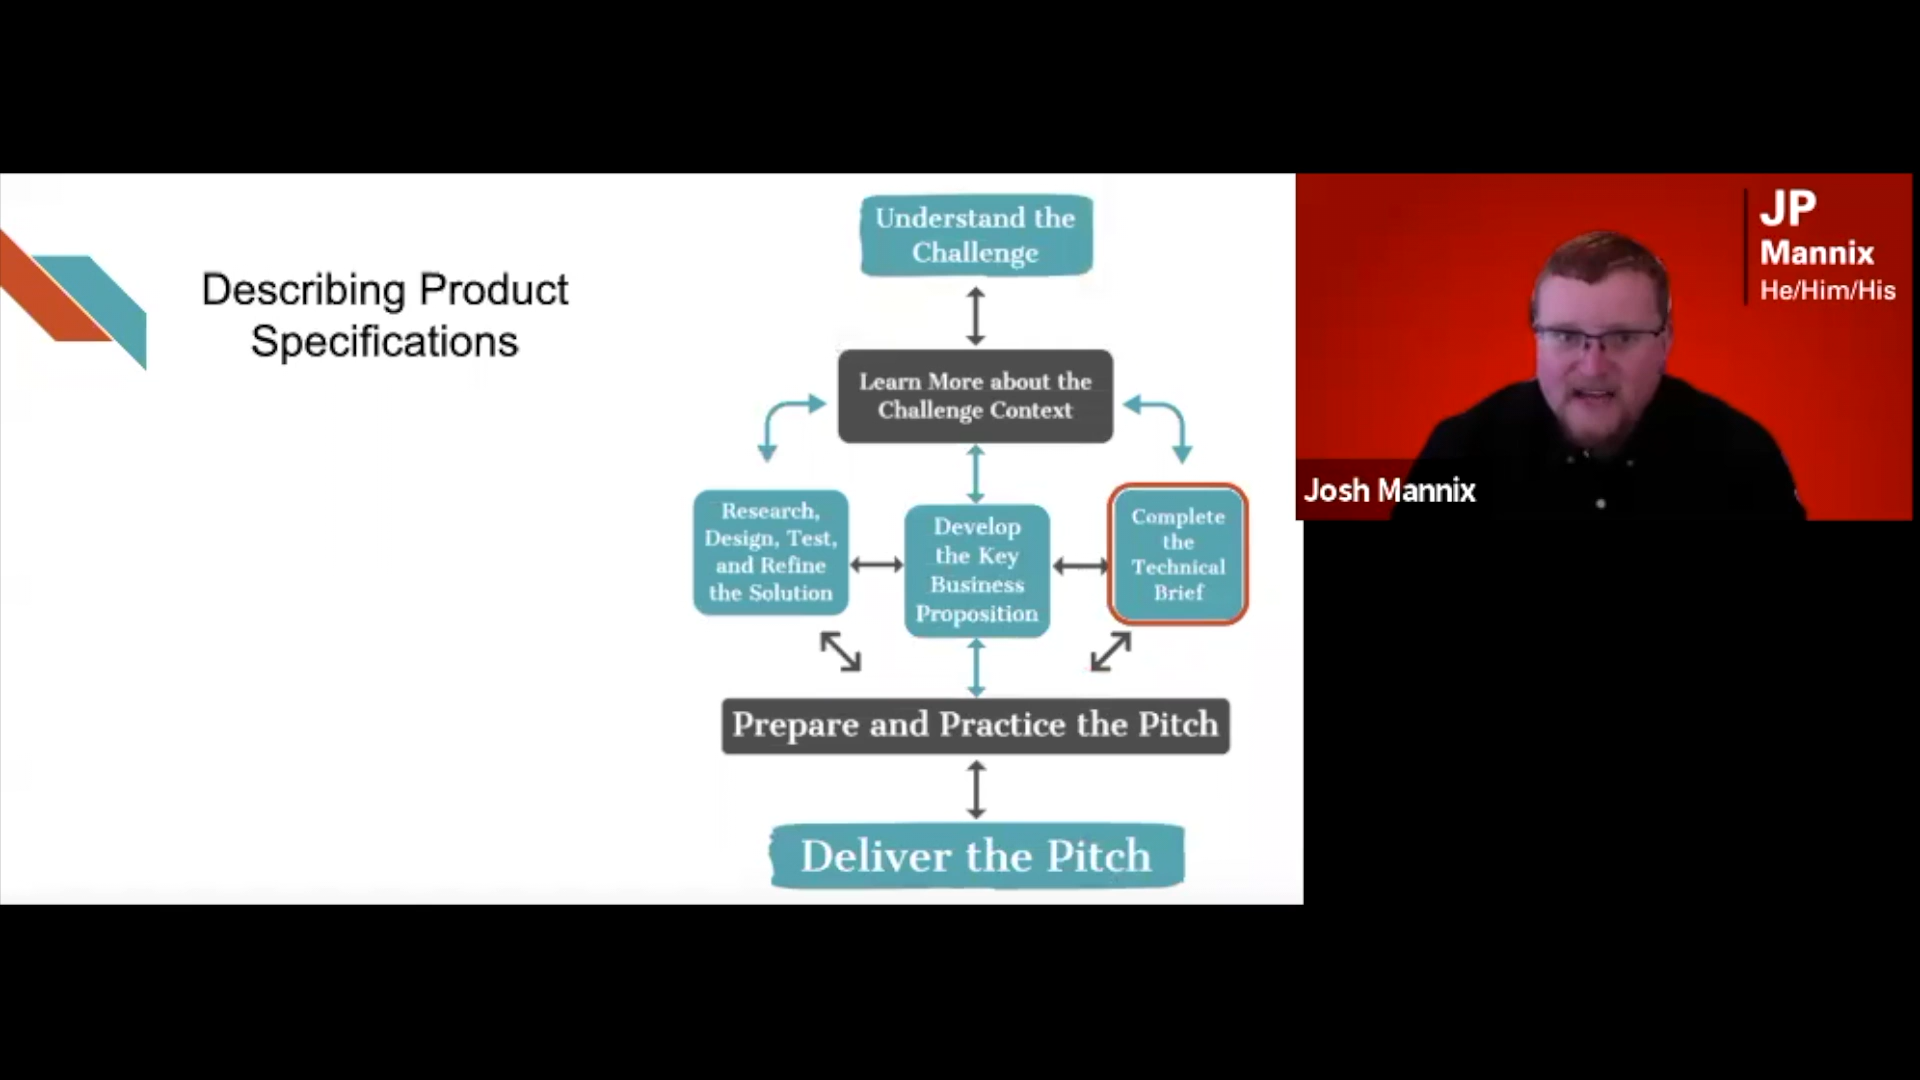 Describing Product
Specifications
Understand the
Challenge
Learn More about the
Challenge Context
Research,
Design, Test,
and Refine
the Solution
Develop
the Key
Business
Proposition
Complete
the
Technical
Brief
Prepare and Practice the Pitch
Deliver the Pitch
JP
Mannix
He/Him/His
Josh Mannix